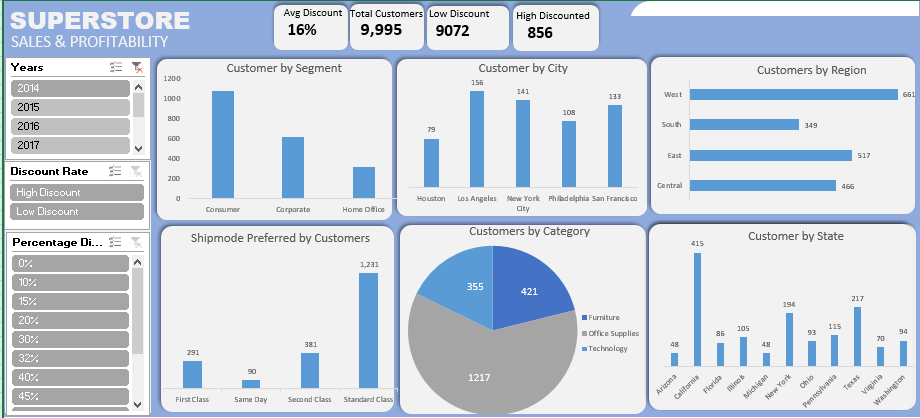 SUPERSTORE
SALES & PROFITABILITY
Avg Discount
16%
Total Customers
9,995
Low Discount
9072
High Discounted
856
Years
2014
2015
2016
2017
Discount Rate
High Discount
Low Discount
Percentage Di...
0%
10%
15%
20%
30%
32%
40%
45%
Customer by Segment
1200
1000
800
600
400
200
0
Consumer
Corporate
Home Office
Customer by City
79
156
141
108
133
Houston
Los Angeles
New York
City
Philadelphia
San Francisco
Customers by Region
West
661
South
349
East
517
Central
466
Shipmode Preferred by Customers
291
90
381
1,231
First Class
Same Day
Second Class
Standard Class
Customers by Category
355
421
1217
Furniture
Office Supplies
Technology
Customer by State
48
415
86
105
48
194
93
115
217
70
94
Arizona
California
Florida
Illinois
Michigan
New York
Ohio
Pennsylvania
Texas
Virginia
Washington